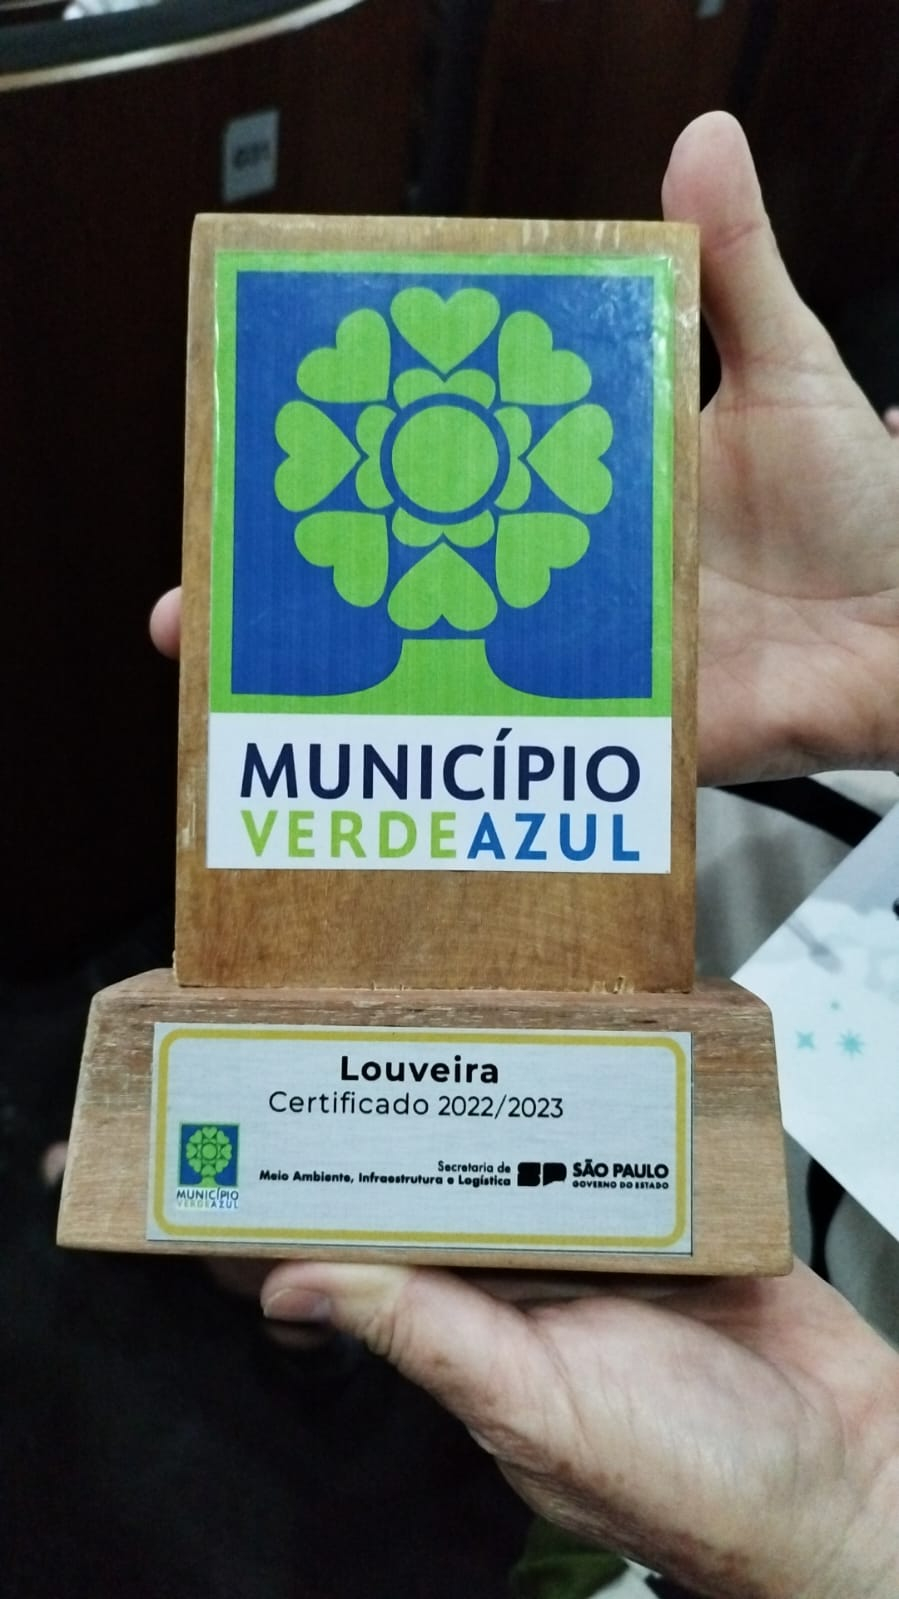 MUNICÍPIO
VERDEAZUL
Louveira
Certificado 2022/2023
MUNICÍPIO
VERDEAZUL
Secretaria de
Meio Ambiente, Infraestrutura e Logística
SP
SÃO PAULO
GOVERNO DO ESTADO